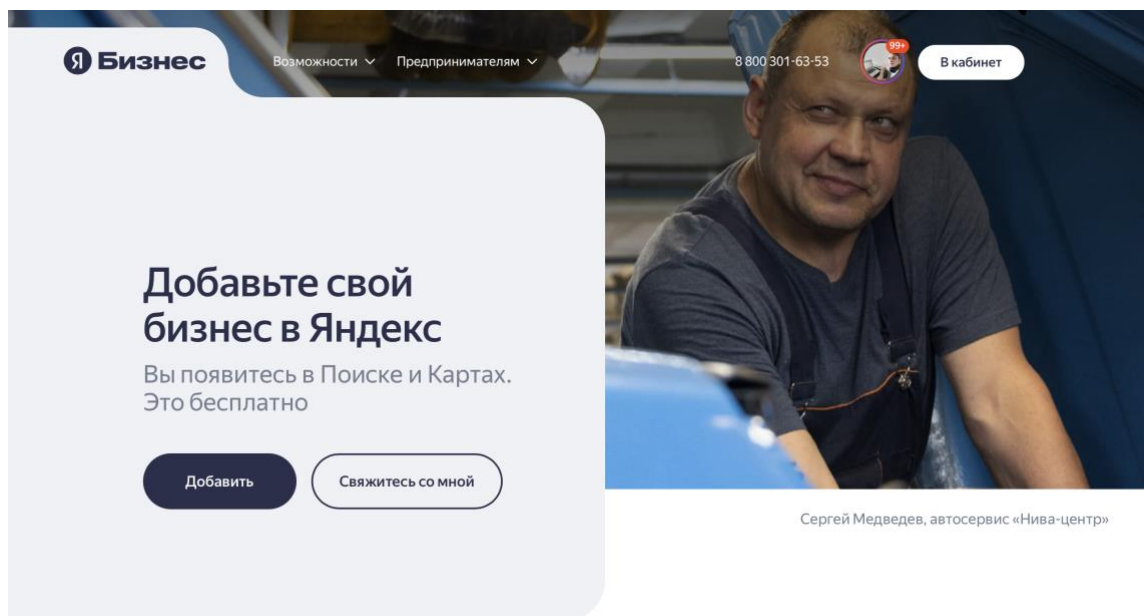 Я Бизнес
Возможности
Предпринимателям
8 800 301-63-53
99+
В кабинет
Добавьте свой
бизнес в Яндекс
Вы появитесь в Поиске и Картах.
Это бесплатно
Добавить
Свяжитесь со мной
Сергей Медведев, автосервис «Нива-центр»